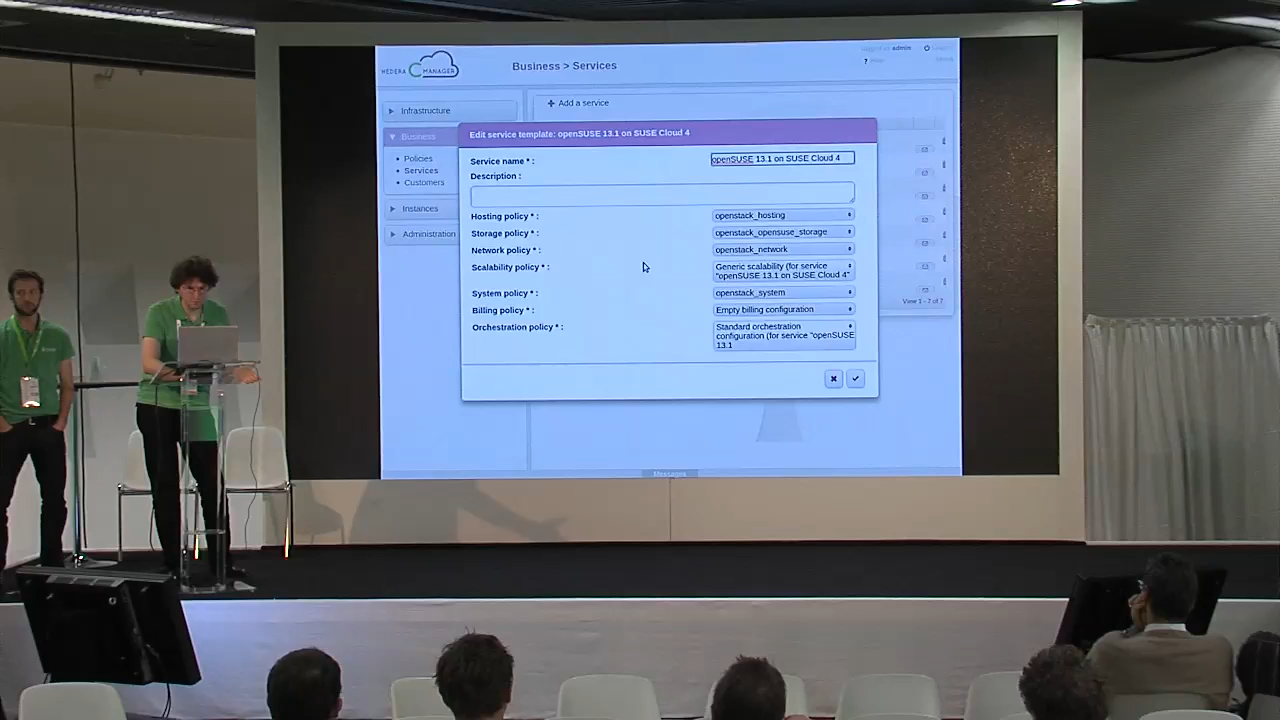 HEDERA C MANAGER
Business > Services
admin
?
Infrastructure
Business
Policies
Services
Customers
Instances
Administration
Add a service
Edit service template: openSUSE 13.1 on SUSE Cloud 4
Service name * : openSUSE 13.1 on SUSE Cloud 4
Description :
Hosting policy * : openstack_hosting
Storage policy * : openstack_opensuse_storage
Network policy * : openstack_network
Scalability policy * : Generic scalability (for service
"openSUSE 13.1 on SUSE Cloud 4"
System policy * : openstack_system
Billing policy * : Empty billing configuration
Orchestration policy * : Standard orchestration
configuration (for service "openSUSE
13.1
View 1 - 7 of 7
Messages